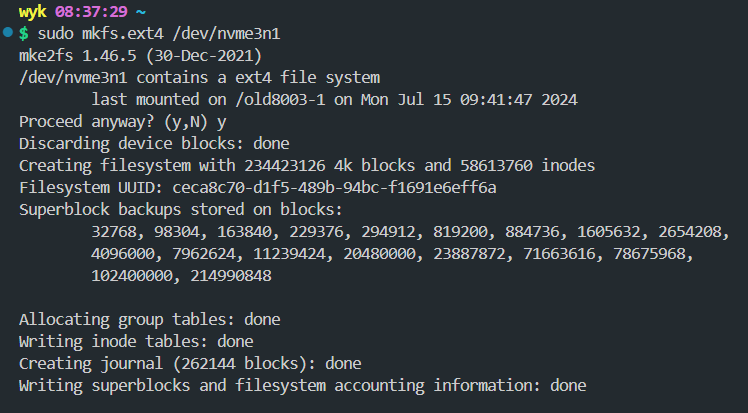 wyk 08:37:29 ~
$ sudo mkfs.ext4 /dev/nvme3n1
mke2fs 1.46.5 (30-Dec-2021)
/dev/nvme3n1 contains a ext4 file system
        last mounted on /old8003-1 on Mon Jul 15 09:41:47 2024
Proceed anyway? (y,N) y
Discarding device blocks: done
Creating filesystem with 234423126 4k blocks and 58613760 inodes
Filesystem UUID: ceca8c70-d1f5-489b-94bc-f1691e6eff6a
Superblock backups stored on blocks:
        32768, 98304, 163840, 229376, 294912, 819200, 884736, 1605632, 2654208,
        4096000, 7962624, 11239424, 20480000, 23887872, 71663616, 78675968,
        102400000, 214990848

Allocating group tables: done
Writing inode tables: done
Creating journal (262144 blocks): done
Writing superblocks and filesystem accounting information: done